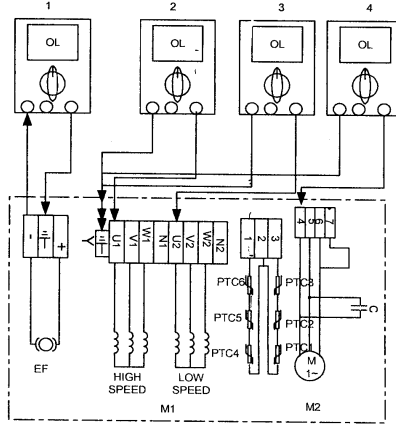 1 2 3 4
OL OL OL OL
- +
U1 V1 W1 N1 U2 V2 W2 N2
1 2 3
4 5 6 7
PTC6 PTC3
PTC5 PTC2
PTC4 PTC1
C
M
1~
EF
HIGH SPEED
LOW SPEED
M1 M2